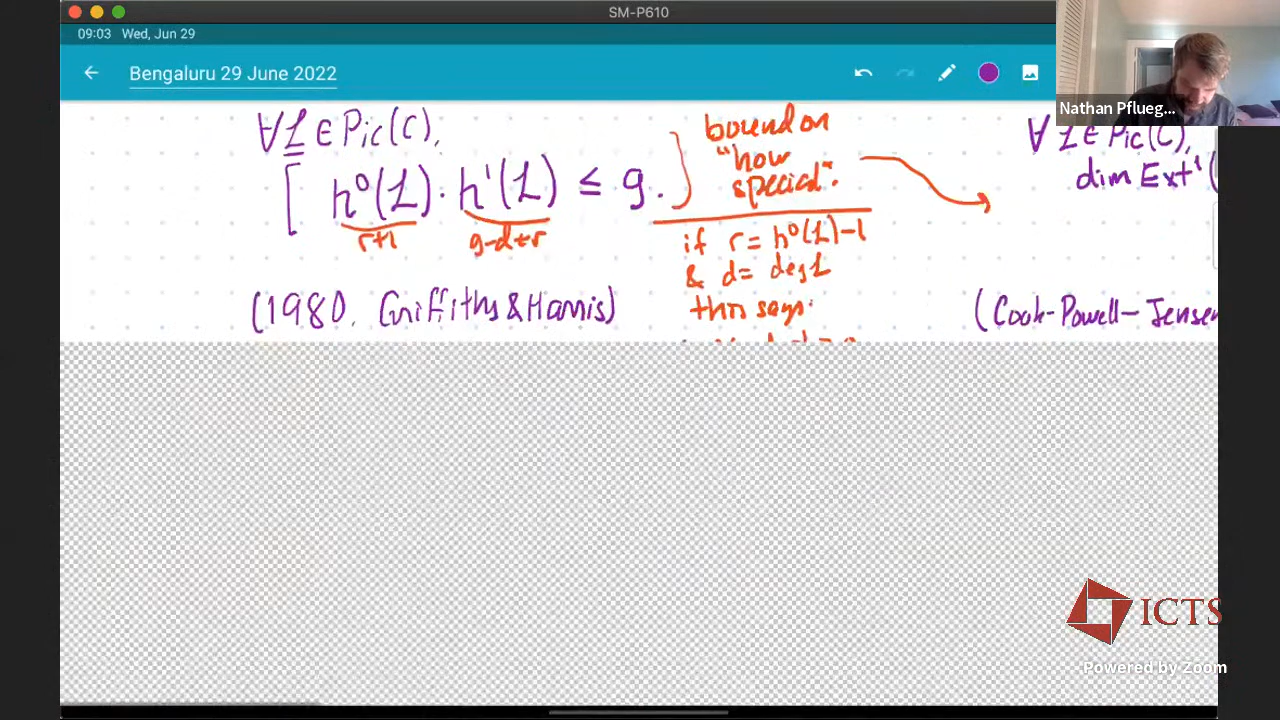 SM-P610
09:03 Wed, Jun 29
Bengaluru 29 June 2022
Nathan Pflueg...
∀ L ∈ Pic(C),
[ h⁰(L) · h¹(L) ≤ g. ]
r+1 g-d+r
(1980, Griffiths & Harris)
bound on
"how
special".
if r = h⁰(L)-1
& d = deg L
this says:
∀ L ∈ Pic(C),
dim Ext¹(
(Cook-Powell-Jensen
ICTS
Powered by Zoom